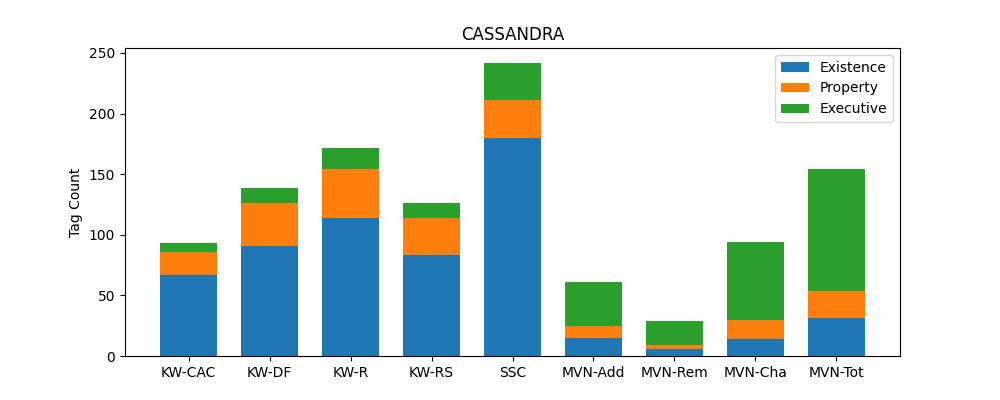 CASSANDRA
250
200
150
100
50
0
Tag Count
Existence
Property
Executive
KW-CAC KW-DF KW-R KW-RS SSC MVN-Add MVN-Rem MVN-Cha MVN-Tot